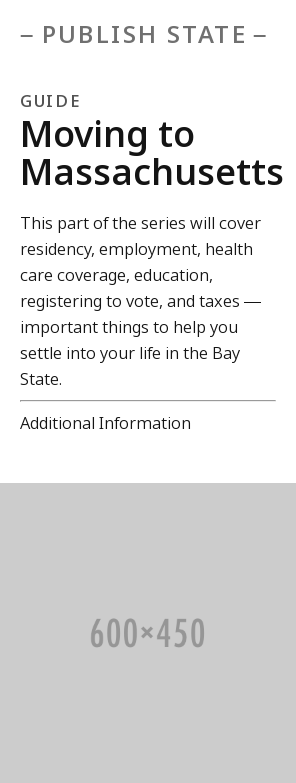 – PUBLISH STATE –
GUIDE
Moving to
Massachusetts
This part of the series will cover
residency, employment, health
care coverage, education,
registering to vote, and taxes —
important things to help you
settle into your life in the Bay
State.
Additional Information
600×450